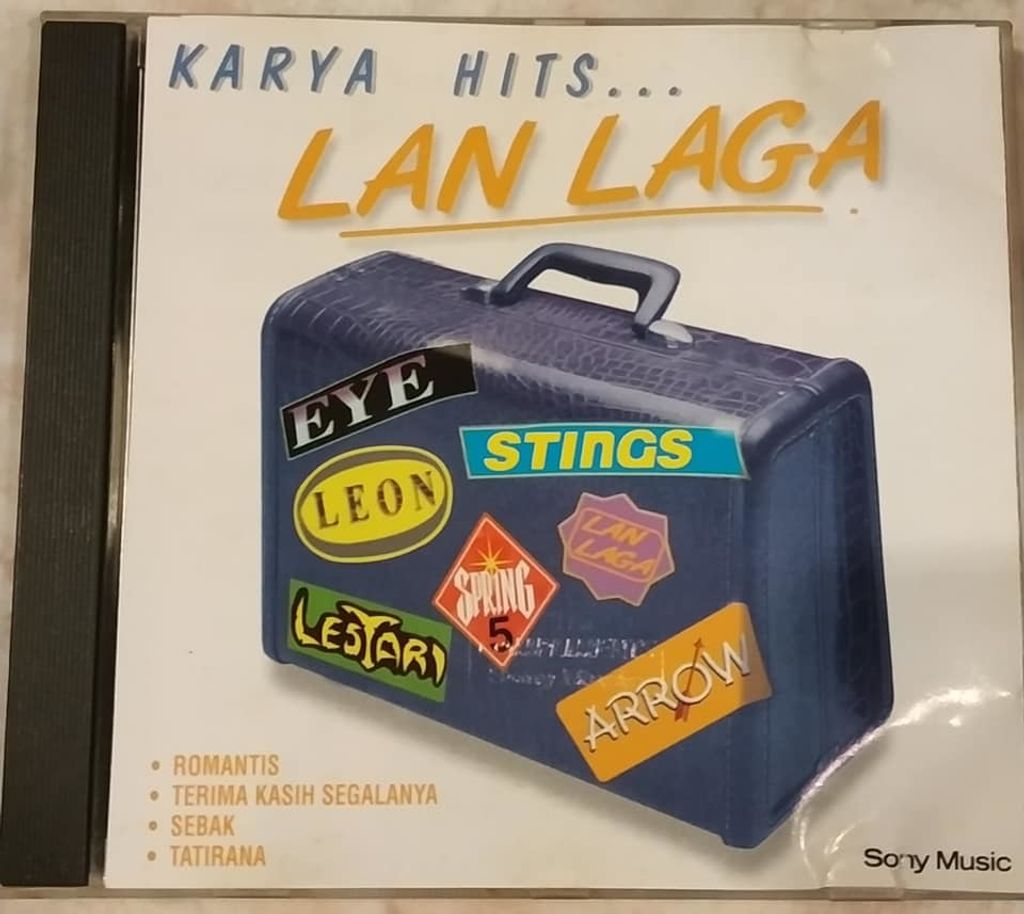 KARYA HITS...
LAN LAGA
EYE
STINGS
LEON
LAN
LAGA
SPRING
5
LESTARI
ARROW
• ROMANTIS
• TERIMA KASIH SEGALANYA
• SEBAK
• TATIRANA
Sony Music